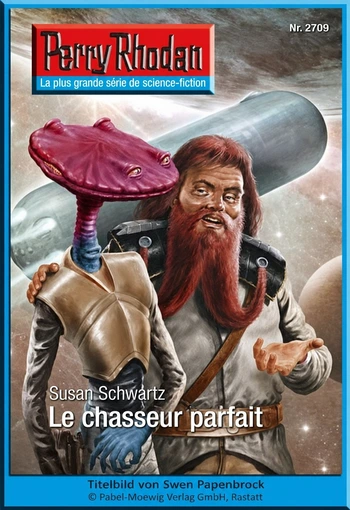 Perry Rhodan
Nr. 2709
La plus grande série de science-fiction
Susan Schwartz
Le chasseur parfait
Titelbild von Swen Papenbrock
© Pabel-Moewig Verlag GmbH, Rastatt